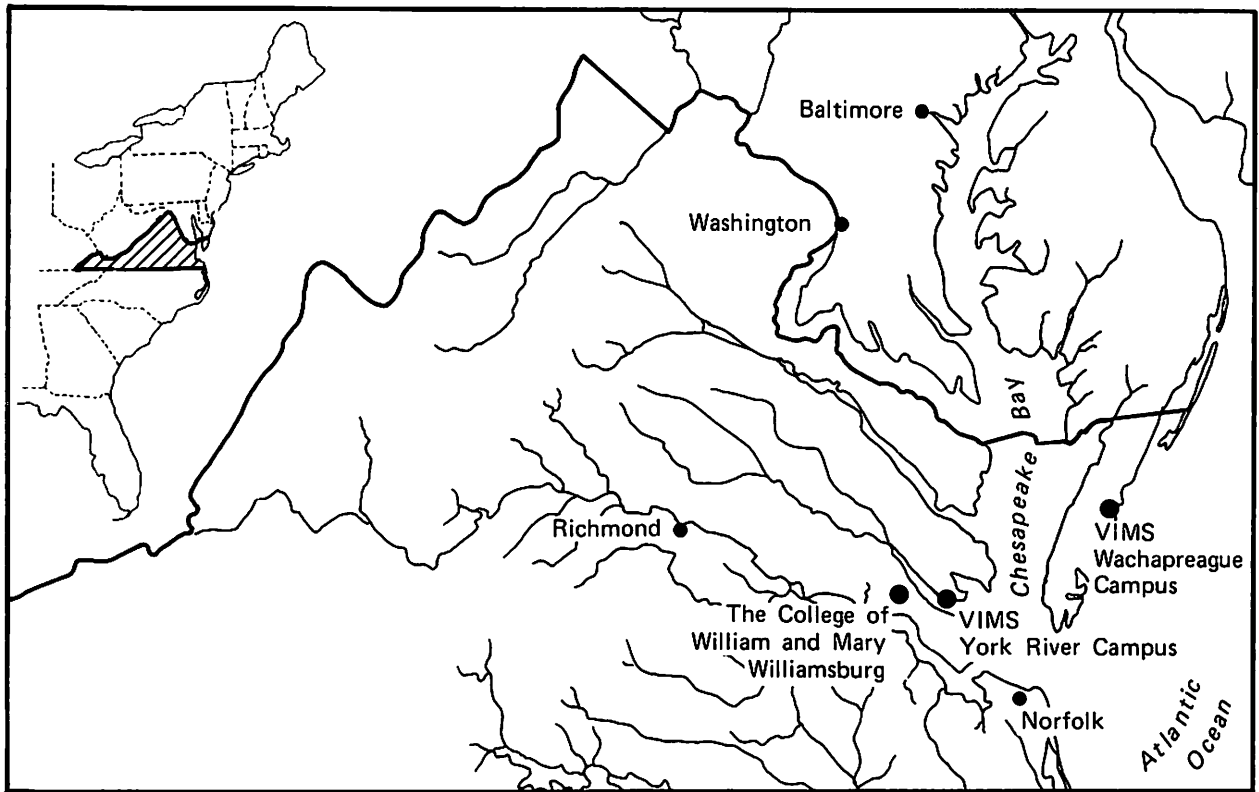 Baltimore
Washington
Chesapeake Bay
Richmond
VIMS
Wachapreague
Campus
The College of
William and Mary
Williamsburg
VIMS
York River Campus
Norfolk
Atlantic
Ocean